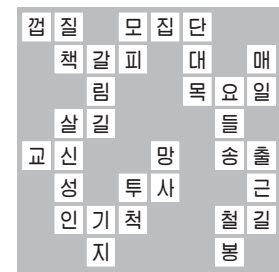 껍 질 모 집 단
책 갈 피 대 매
림 목 요 일
살 길 들
교 신 망 송 출
성 투 사 근
인 기 척 철 길
지 봉